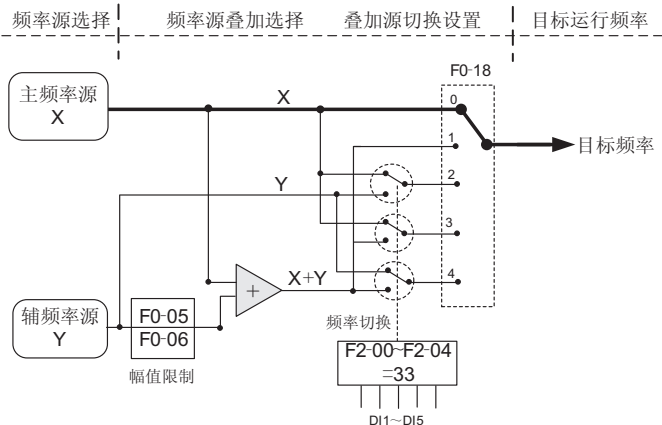 频率源选择
频率源叠加选择
叠加源切换设置
目标运行频率
F0-18
主频率源
X
X
0
1
目标频率
Y
2
3
X+Y
4
+
辅频率源
Y
F0-05
F0-06
幅值限制
频率切换
F2-00~F2-04
=33
DI1~DI5